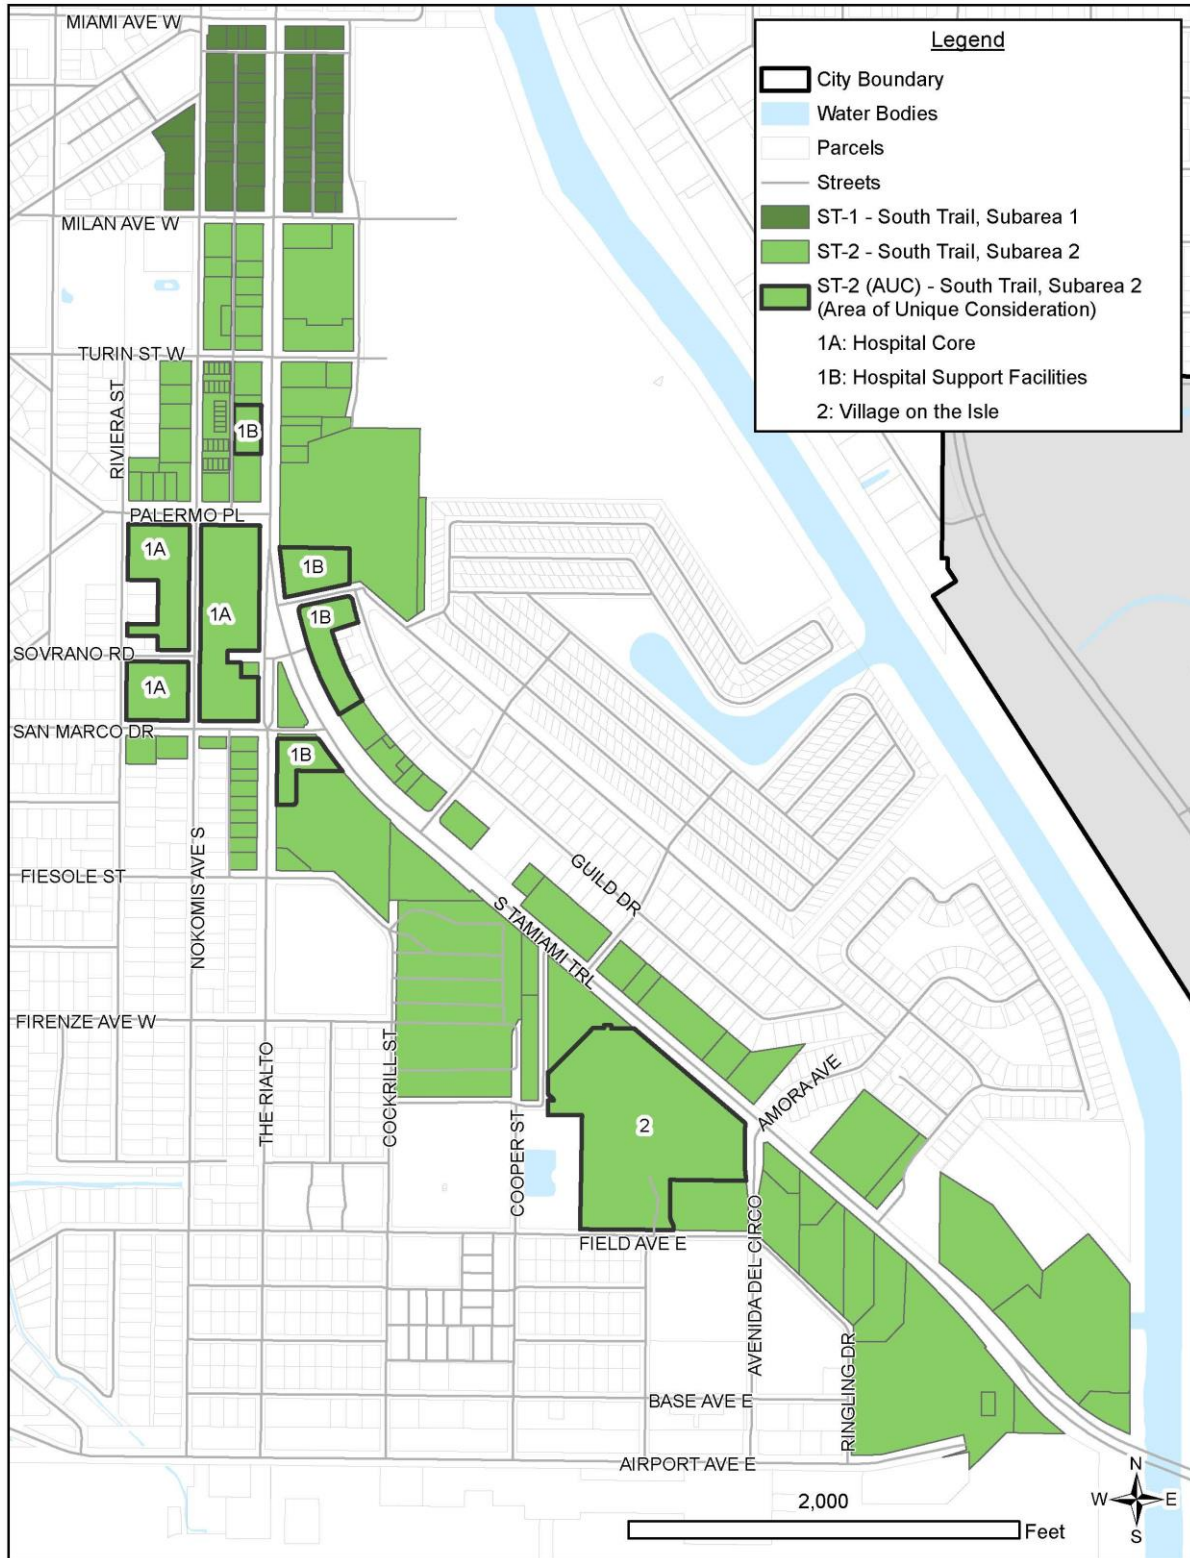 MIAMI AVE W
Legend
City Boundary
Water Bodies
Parcels
Streets
ST-1 - South Trail, Subarea 1
ST-2 - South Trail, Subarea 2
ST-2 (AUC) - South Trail, Subarea 2
(Area of Unique Consideration)
1A: Hospital Core
1B: Hospital Support Facilities
2: Village on the Isle
MILAN AVE W
TURIN ST W
RIVIERA ST
1B
PALERMO PL
1A
1B
1A
1B
SOVRANO RD
1A
SAN MARCO DR
1B
NOKOMIS AVE S
FIESOLE ST
GUILD DR
S TAMIAMI TRL
FIRENZE AVE W
THE RIALTO
COCKRILL ST
AMORA AVE
COOPER ST
2
FIELD AVE E
AVENIDA DEL CIRCO
RINGLING DR
BASE AVE E
AIRPORT AVE E
N
W
E
S
2,000
Feet